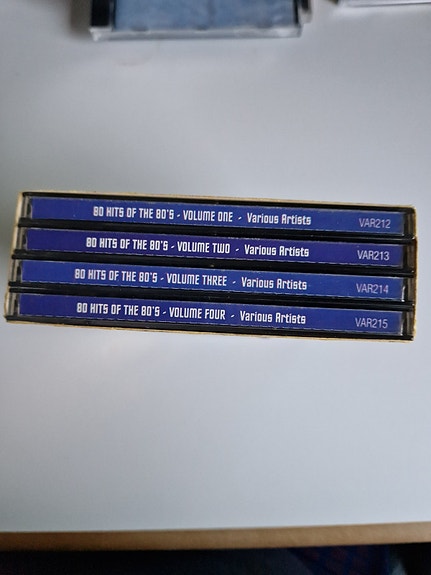 80 HITS OF THE 80'S - VOLUME ONE - Various Artists VAR212
80 HITS OF THE 80'S - VOLUME TWO - Various Artists VAR213
80 HITS OF THE 80'S - VOLUME THREE - Various Artists VAR214
80 HITS OF THE 80'S - VOLUME FOUR - Various Artists VAR215